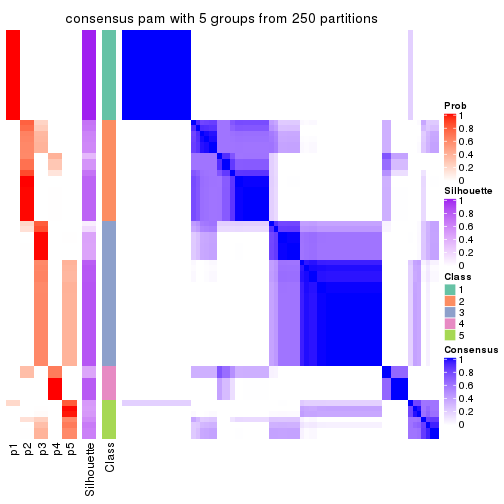 consensus pam with 5 groups from 250 partitions
Prob
1
0.8
0.6
0.4
0.2
0
Silhouette
1
0.8
0.6
0.4
0.2
0
Class
1
2
3
4
5
Consensus
1
0.8
0.6
0.4
0.2
0
p1
p2
p3
p4
p5
Silhouette
Class